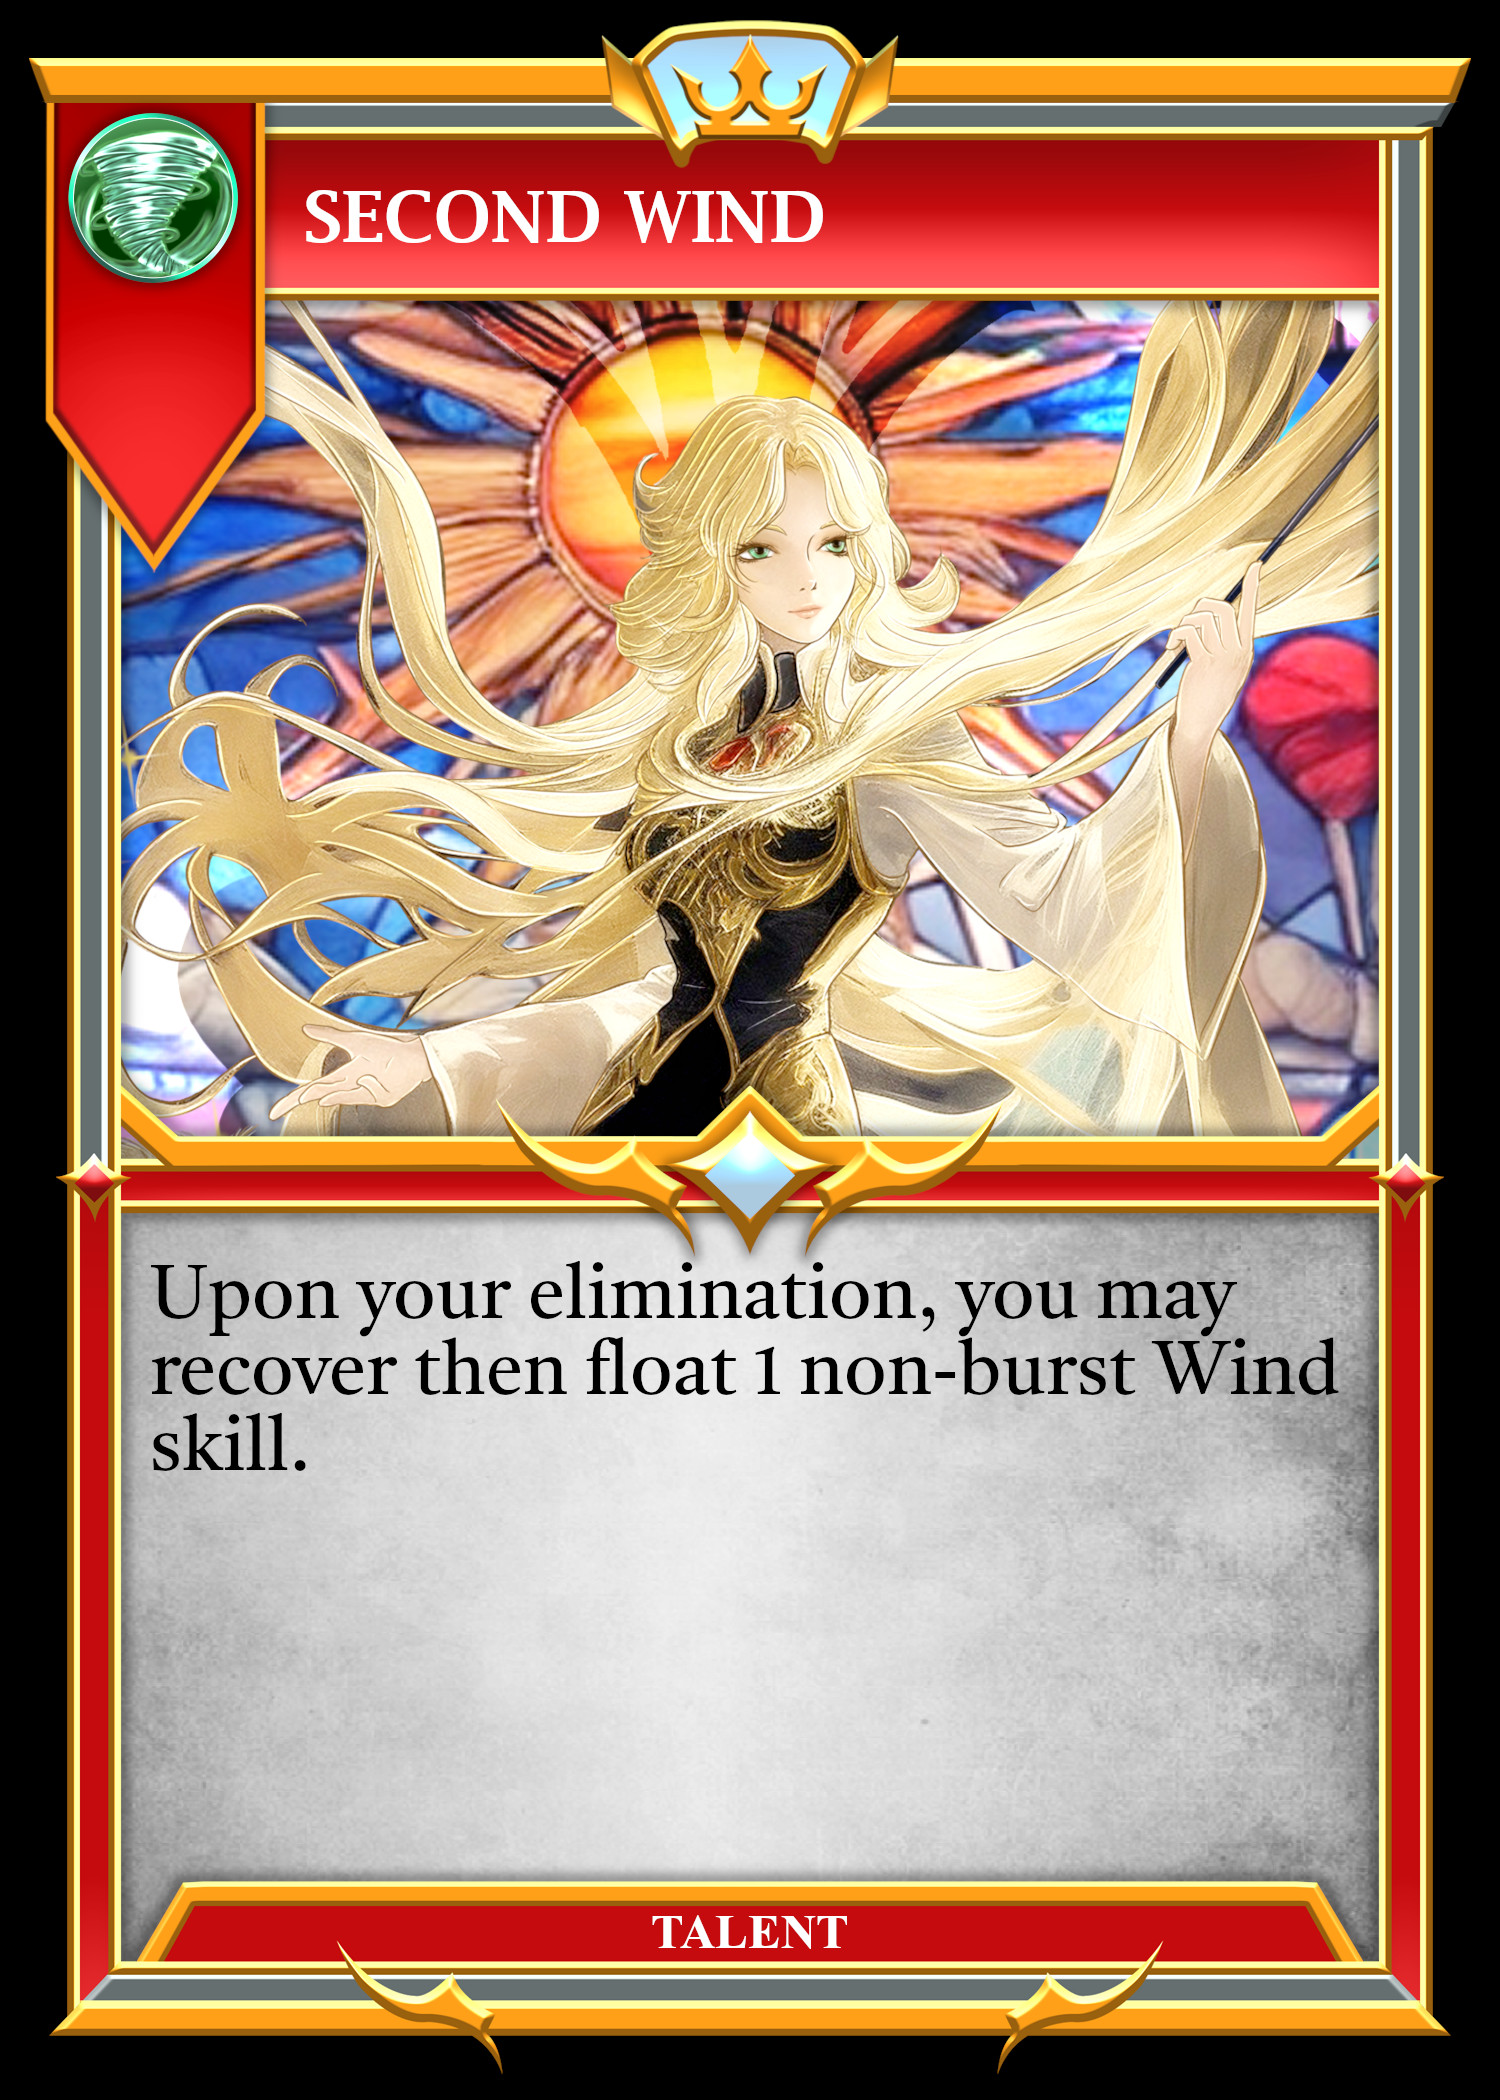 SECOND WIND
Upon your elimination, you may
recover then float 1 non-burst Wind
skill.
TALENT